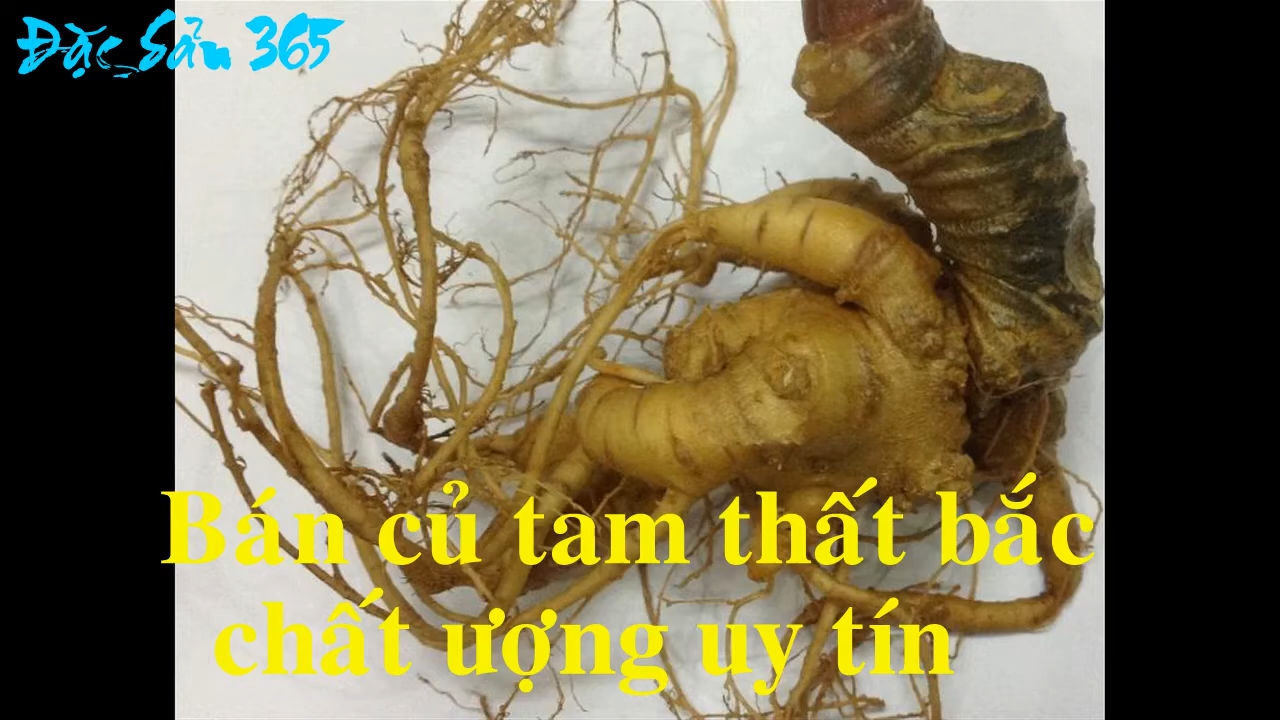 Đặc Sản 365
Bán củ tam thất bắc
chất ượng uy tín